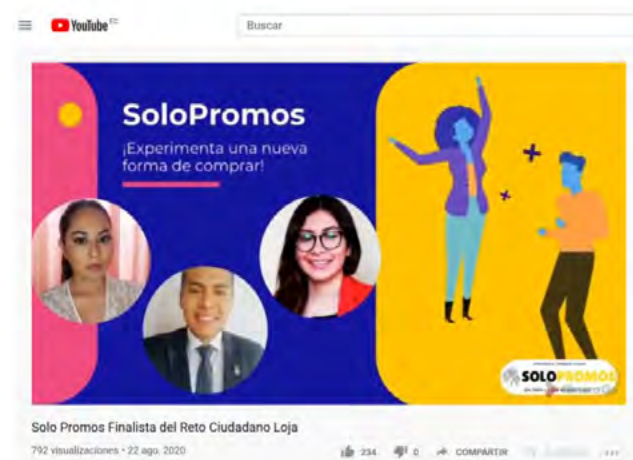 YouTube EC
Buscar
SoloPromos
¡Experimenta una nueva
forma de comprar!
SOLOPROMOS
Solo Promos Finalista del Reto Ciudadano Loja
792 visualizaciones • 22 ago. 2020
234
0
COMPARTIR